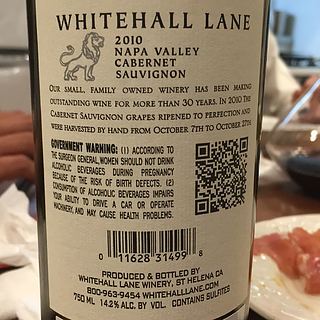 WHITEHALL LANE
2010
NAPA VALLEY
CABERNET
SAUVIGNON
OUR SMALL, FAMILY OWNED WINERY HAS BEEN MAKING
OUTSTANDING WINE FOR MORE THAN 30 YEARS. IN 2010 THE
CABERNET SAUVIGNON GRAPES RIPENED TO PERFECTION AND
WERE HARVESTED BY HAND FROM OCTOBER 7TH TO OCTOBER 27TH.
GOVERNMENT WARNING: (1) ACCORDING TO
THE SURGEON GENERAL, WOMEN SHOULD NOT DRINK
ALCOHOLIC BEVERAGES DURING PREGNANCY
BECAUSE OF THE RISK OF BIRTH DEFECTS. (2)
CONSUMPTION OF ALCOHOLIC BEVERAGES IMPAIRS
YOUR ABILITY TO DRIVE A CAR OR OPERATE
MACHINERY, AND MAY CAUSE HEALTH PROBLEMS.
0 11628 31499 8
PRODUCED & BOTTLED BY
WHITEHALL LANE WINERY, ST HELENA CA
800-963-9454 WHITEHALLLANE.COM
750 ML 14.2% ALC. BY VOL. CONTAINS SULFITES